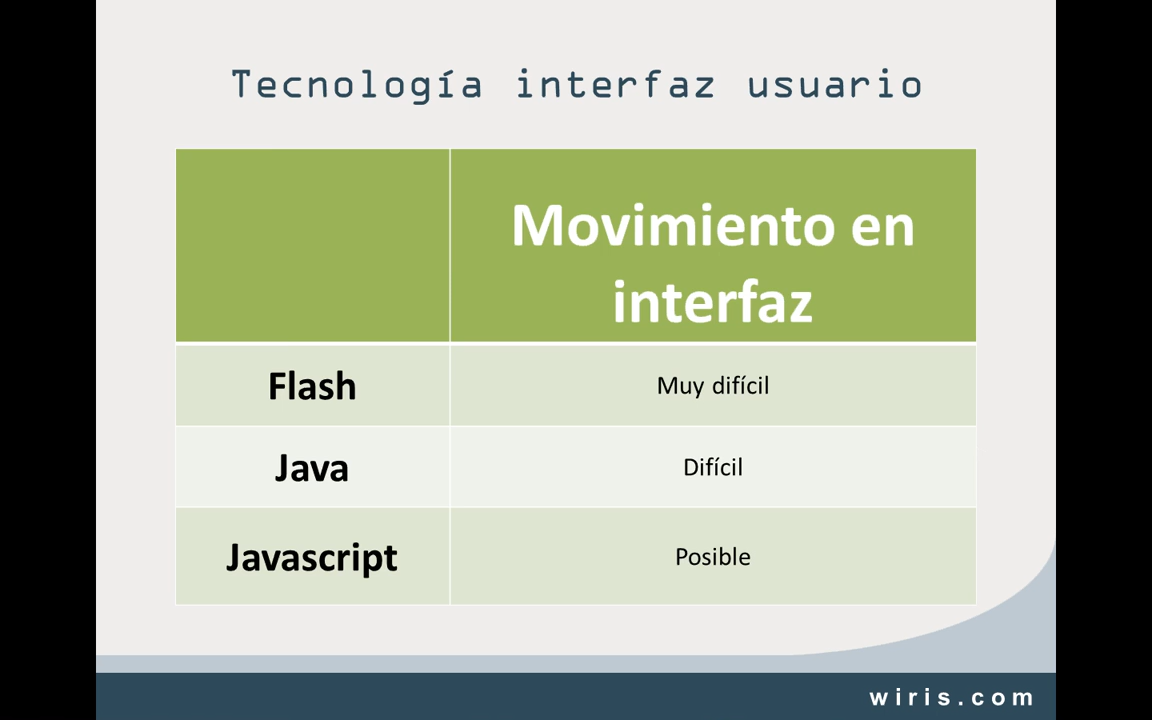 Tecnología interfaz usuario
Movimiento en
interfaz
Flash
Muy difícil
Java
Difícil
Javascript
Posible
wiris.com